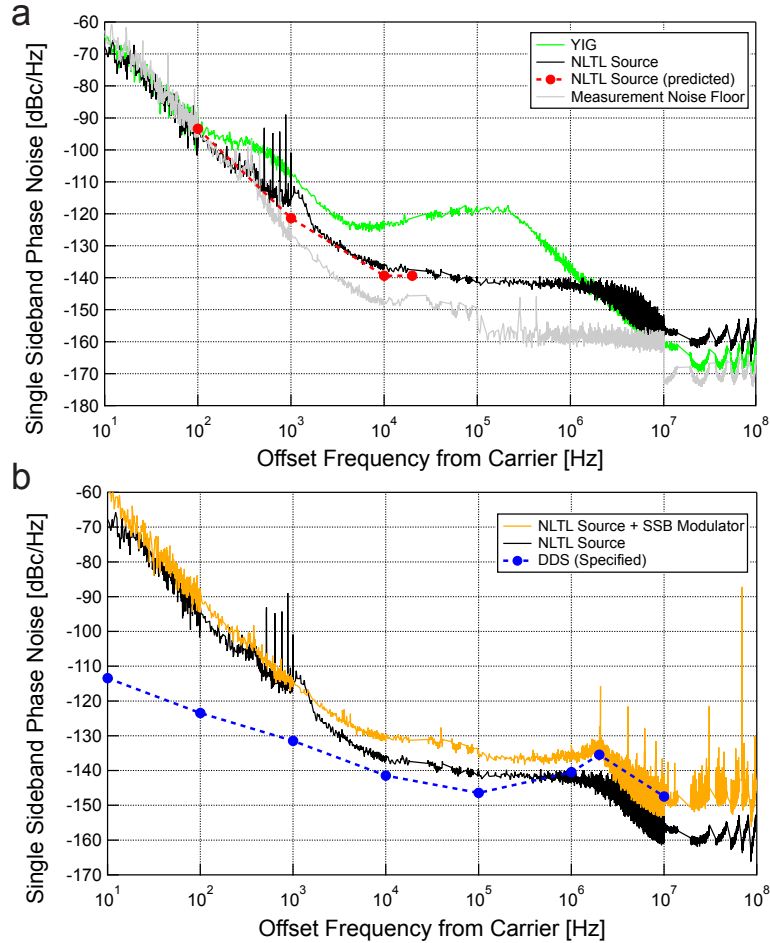 a
Single Sideband Phase Noise [dBc/Hz]
-60
-70
-80
-90
-100
-110
-120
-130
-140
-150
-160
-170
-180
YIG
NLTL Source
NLTL Source (predicted)
Measurement Noise Floor
10^1 10^2 10^3 10^4 10^5 10^6 10^7 10^8
Offset Frequency from Carrier [Hz]
b
Single Sideband Phase Noise [dBc/Hz]
-60
-70
-80
-90
-100
-110
-120
-130
-140
-150
-160
-170
NLTL Source + SSB Modulator
NLTL Source
DDS (Specified)
10^1 10^2 10^3 10^4 10^5 10^6 10^7 10^8
Offset Frequency from Carrier [Hz]